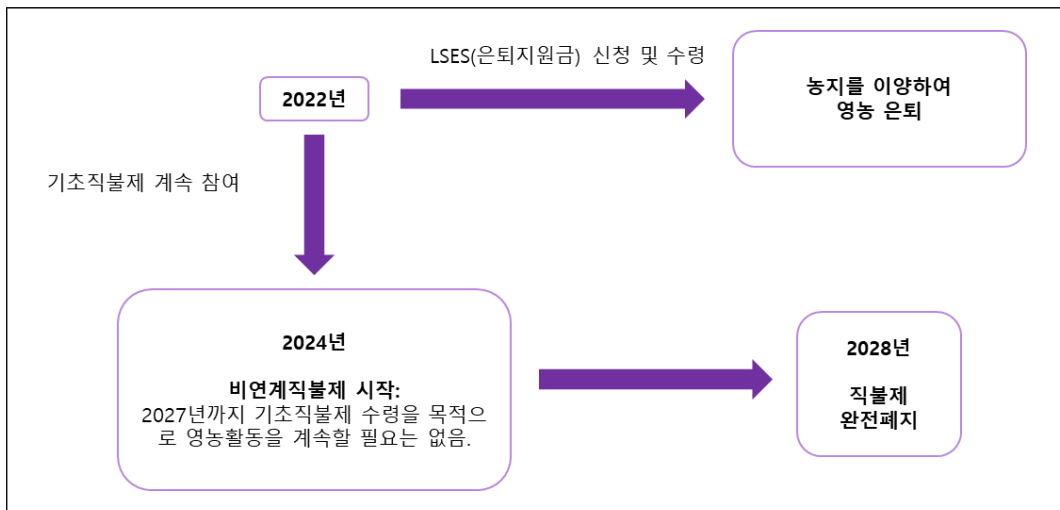 LSES(은퇴지원금) 신청 및 수령
2022년
농지를 이양하여
영농 은퇴
기초직불제 계속 참여
2024년
비연계직불제 시작:
2027년까지 기초직불제 수령을 목적으
로 영농활동을 계속할 필요는 없음.
2028년
직불제
완전폐지